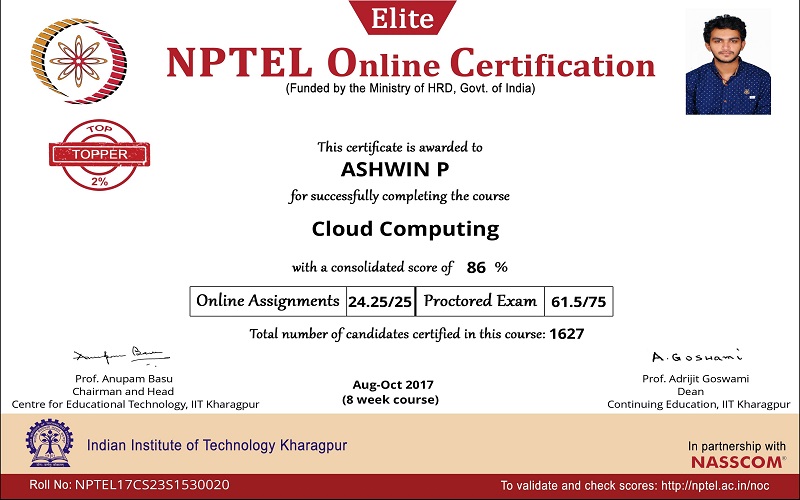 Elite
NPTEL Online Certification
(Funded by the Ministry of HRD, Govt. of India)
TOP
TOPPER
2%
This certificate is awarded to
ASHWIN P
for successfully completing the course
Cloud Computing
with a consolidated score of 86 %
Online Assignments 24.25/25 Proctored Exam 61.5/75
Total number of candidates certified in this course: 1627
Anupam Basu
A. Goswami
Prof. Anupam Basu
Chairman and Head
Centre for Educational Technology, IIT Kharagpur
Aug-Oct 2017
(8 week course)
Prof. Adrijit Goswami
Dean
Continuing Education, IIT Kharagpur
Indian Institute of Technology Kharagpur
In partnership with
NASSCOM®
Roll No: NPTEL17CS23S1530020
To validate and check scores: http://nptel.ac.in/noc